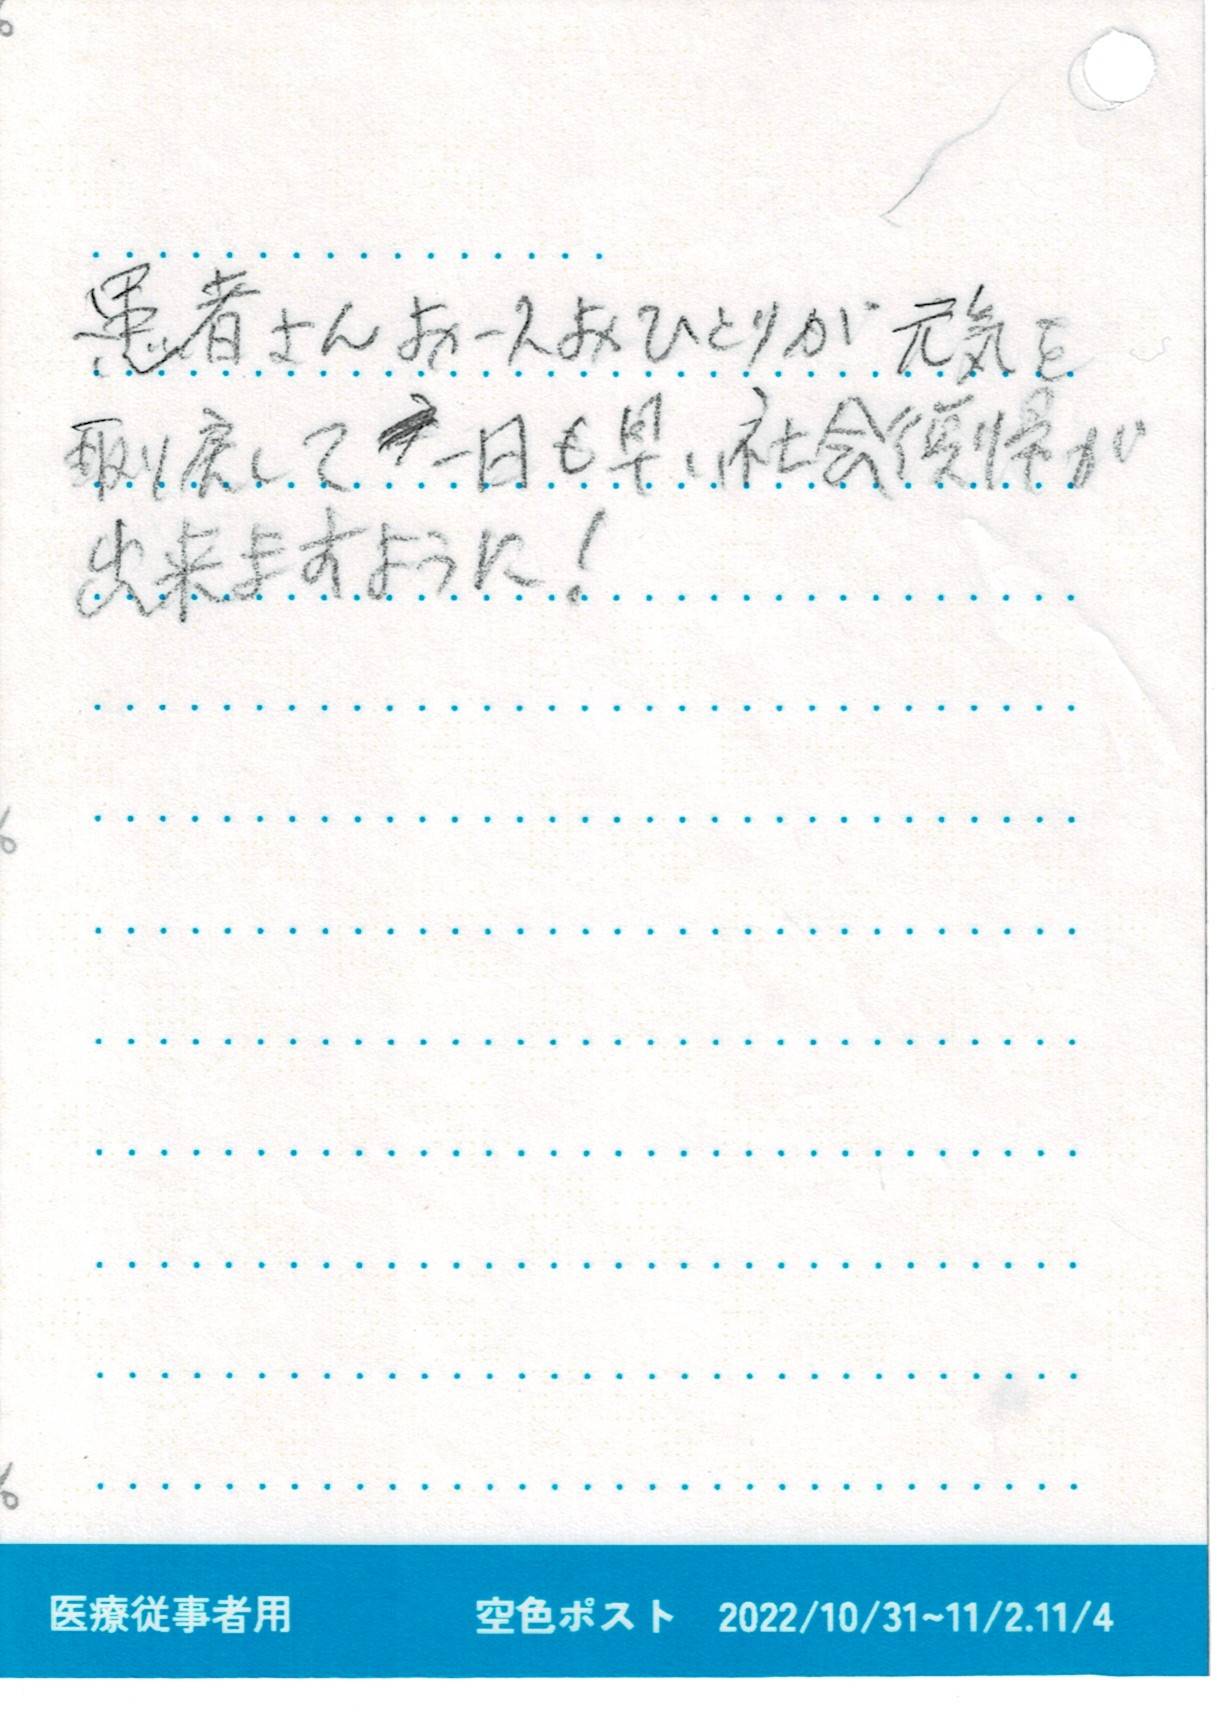 患者さんお一人おひとりが 元気を
取り戻して 一日も早い社会復帰が
出来ますように！
医療従事者用 空色ポスト 2022/10/31~11/2.11/4